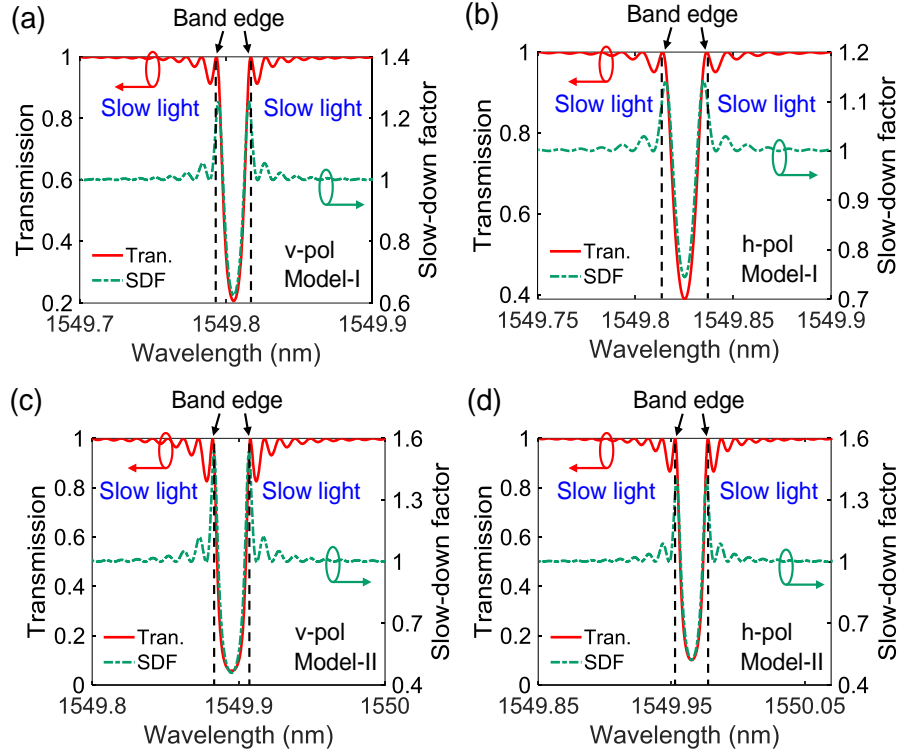 (a)
Band edge
1
0.8
0.6
0.4
0.2
Transmission
1.4
1.2
1
0.8
0.6
Slow-down factor
Slow light
Slow light
Tran.
SDF
v-pol
Model-I
1549.7
1549.8
1549.9
Wavelength (nm)
(b)
Band edge
1
0.8
0.6
0.4
Transmission
1.2
1.1
1
0.9
0.8
0.7
Slow-down factor
Slow light
Slow light
Tran.
SDF
h-pol
Model-I
1549.75
1549.8
1549.85
1549.9
Wavelength (nm)
(c)
Band edge
1
0.8
0.6
0.4
0.2
0
Transmission
1.6
1.3
1
0.7
0.4
Slow-down factor
Slow light
Slow light
Tran.
SDF
v-pol
Model-II
1549.8
1549.9
1550
Wavelength (nm)
(d)
Band edge
1
0.8
0.6
0.4
0.2
0
Transmission
1.6
1.3
1
0.7
0.4
Slow-down factor
Slow light
Slow light
Tran.
SDF
h-pol
Model-II
1549.85
1549.95
1550.05
Wavelength (nm)